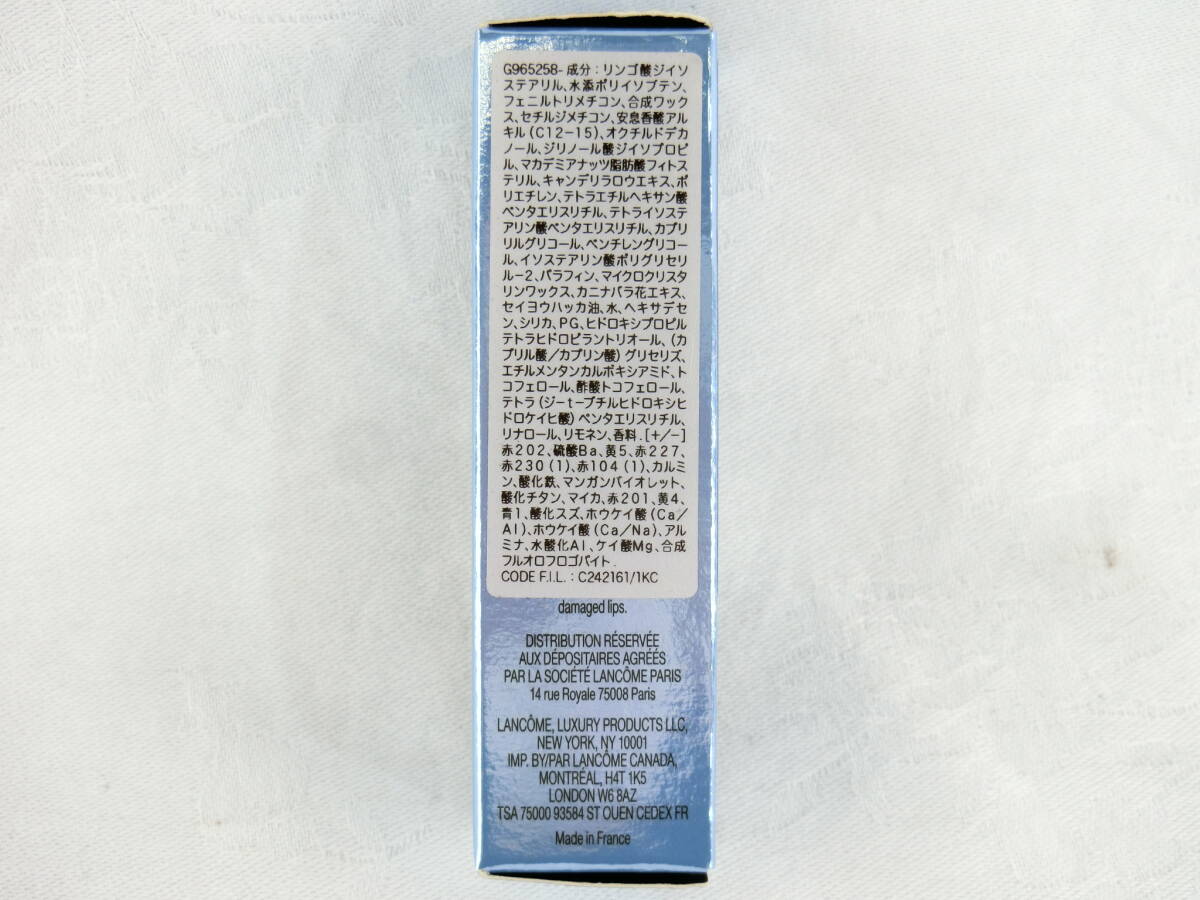 G965258- 成分：リンゴ酸ジイソ
ステアリル、水添ポリイソブテン、
フェニルトリメチコン、合成ワック
ス、セチルジメチコン、安息香酸アル
キル（C12-15）、オクチルドデカ
ノール、ジリノール酸ジイソプロピ
ル、マカデミアナッツ脂肪酸フィトス
テリル、キャンデリラロウエキス、ポ
リエチレン、テトラエチルヘキサン酸
ペンタエリスリチル、テトライソステ
アリン酸ペンタエリスリチル、カプリ
リルグリコール、ペンチレングリコー
ル、イソステアリン酸ポリグリセリ
ル-2、パラフィン、マイクロクリスタ
リンワックス、カニナバラ花エキス、
セイヨウハッカ油、水、ヘキサデセ
ン、シリカ、PG、ヒドロキシプロピル
テトラヒドロピラントリオール、（カ
プリル酸／カプリン酸）グリセリズ、
エチルメンタンカルボキシアミド、ト
コフェロール、酢酸トコフェロール、
テトラ（ジ-t-ブチルヒドロキシヒ
ドロケイヒ酸）ペンタエリスリチル、
リナロール、リモネン、香料．[+/-]
赤202、硫酸Ba、黄5、赤227、
赤230（1）、赤104（1）、カルミ
ン、酸化鉄、マンガンバイオレット、
酸化チタン、マイカ、赤201、黄4、
青1、酸化スズ、ホウケイ酸（Ca／
Al）、ホウケイ酸（Ca／Na）、アル
ミナ、水酸化Al、ケイ酸Mg、合成
フルオロフロゴパイト．
CODE F.I.L. : C242161/1KC
damaged lips.
DISTRIBUTION RÉSERVÉE
AUX DÉPOSITAIRES AGRÉÉS
PAR LA SOCIÉTÉ LANCÔME PARIS
14 rue Royale 75008 Paris
LANCÔME, LUXURY PRODUCTS LLC,
NEW YORK, NY 10001
IMP. BY/PAR LANCÔME CANADA,
MONTRÉAL, H4T 1K5
LONDON W6 8AZ
TSA 75000 93584 ST OUEN CEDEX FR
Made in France